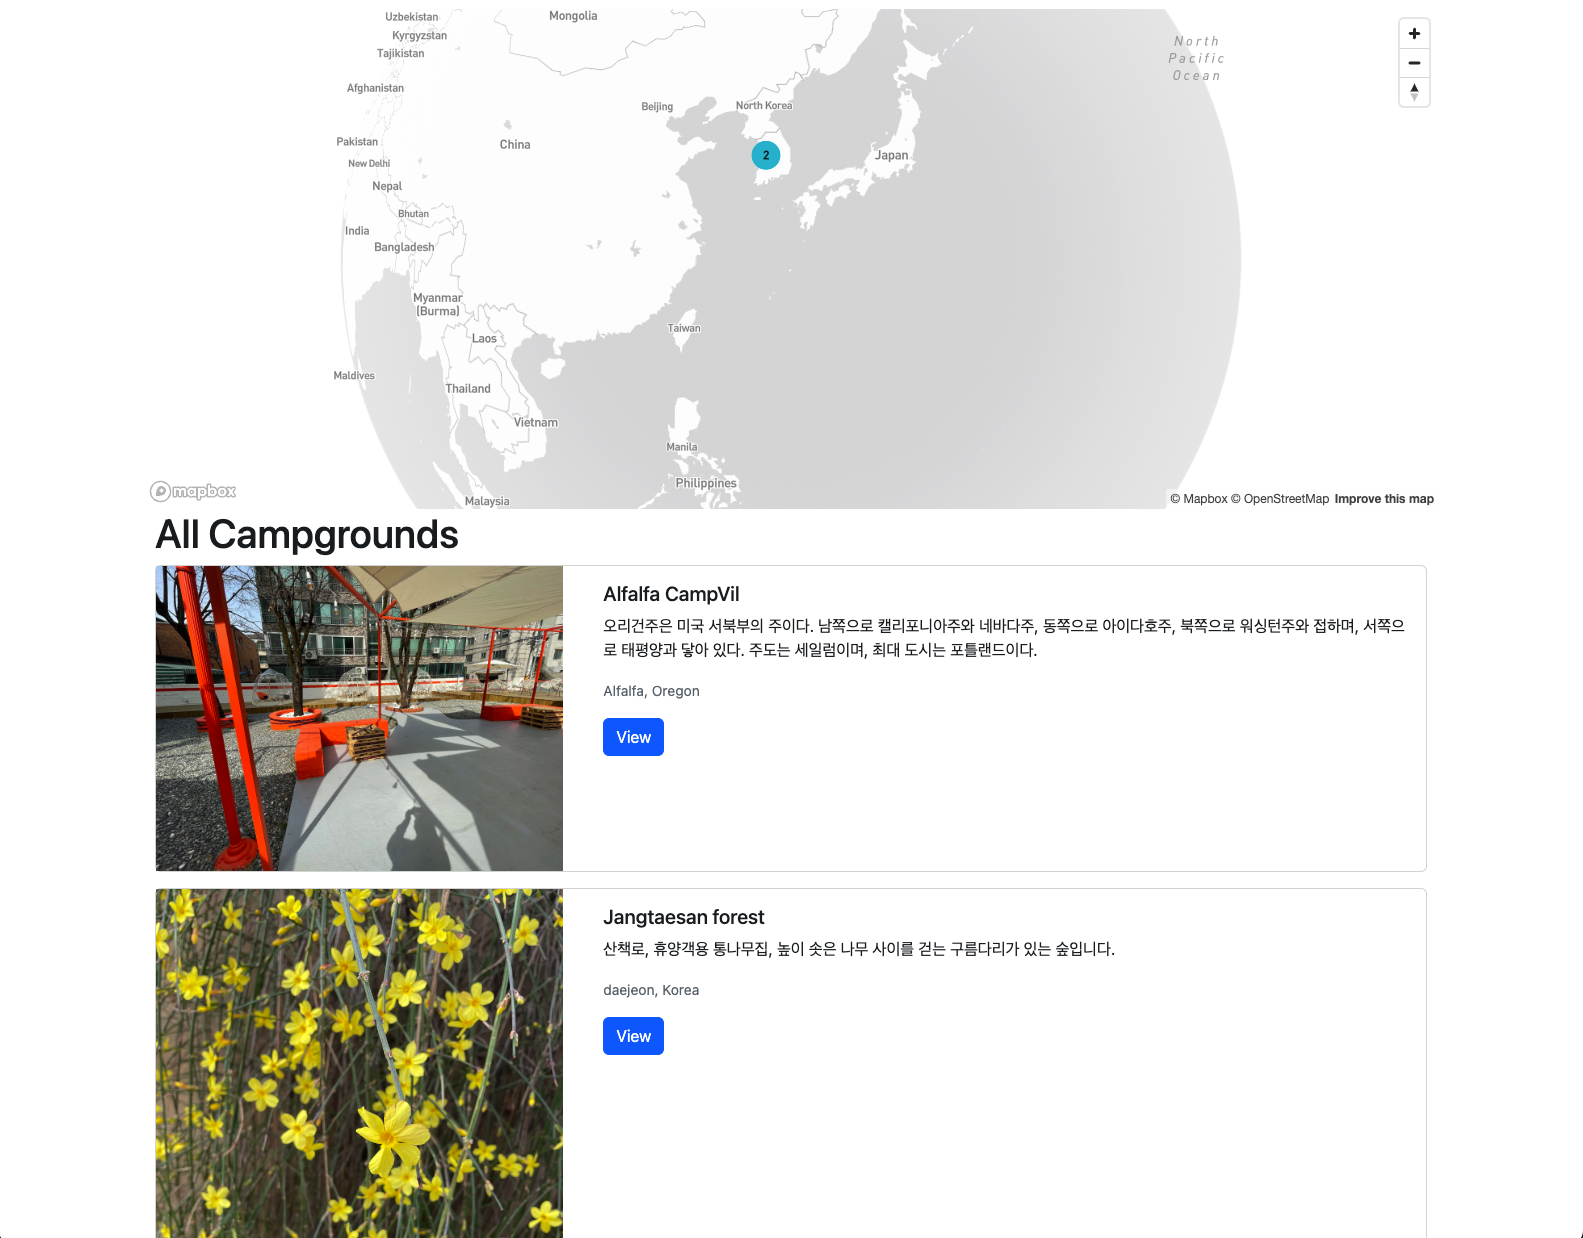 Uzbekistan
Mongolia
Kyrgyzstan
Tajikistan
North
Pacific
Ocean
Afghanistan
Beijing
North Korea
Pakistan
China
New Delhi
2
Japan
Nepal
Bhutan
India
Bangladesh
Myanmar
(Burma)
Taiwan
Laos
Maldives
Thailand
Vietnam
Manila
Philippines
Malaysia
mapbox
© Mapbox © OpenStreetMap Improve this map
All Campgrounds
Alfalfa CampVil
오리건주은 미국 서북부의 주이다. 남쪽으로 캘리포니아주와 네바다주, 동쪽으로 아이다호주, 북쪽으로 워싱턴주와 접하며, 서쪽으
로 태평양과 닿아 있다. 주도는 세일럼이며, 최대 도시는 포틀랜드이다.
Alfalfa, Oregon
View
Jangtaesan forest
산책로, 휴양객용 통나무집, 높이 솟은 나무 사이를 걷는 구름다리가 있는 숲입니다.
daejeon, Korea
View